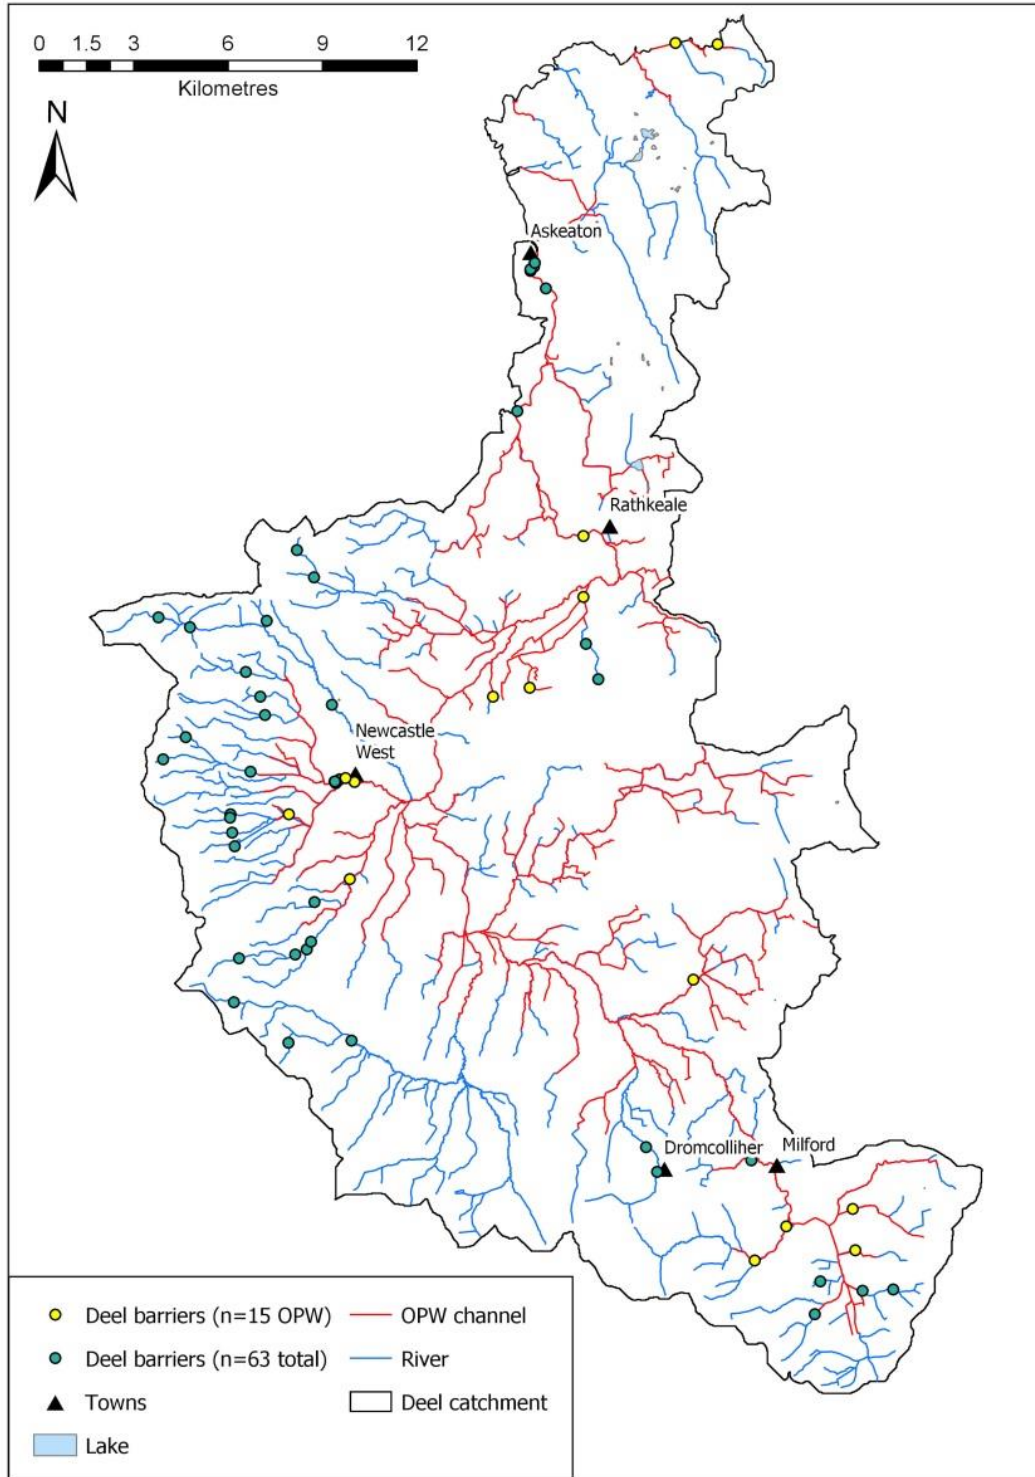 0 1.5 3 6 9 12
Kilometres
N
Askeaton
Rathkeale
Newcastle
West
Dromcolliher
Milford
Deel barriers (n=15 OPW)
OPW channel
Deel barriers (n=63 total)
River
Towns
Deel catchment
Lake